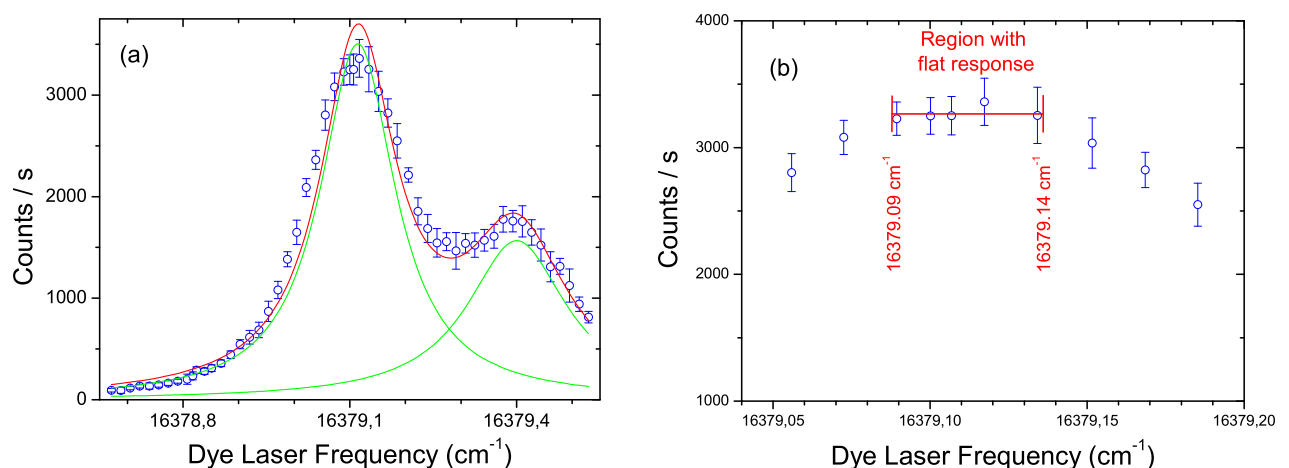 (a)
Counts / s
3000
2000
1000
0
16378,8
16379,1
16379,4
Dye Laser Frequency (cm⁻¹)
(b)
Counts / s
4000
3000
2000
1000
Region with
flat response
16379.09 cm⁻¹
16379.14 cm⁻¹
16379,05
16379,10
16379,15
16379,20
Dye Laser Frequency (cm⁻¹)